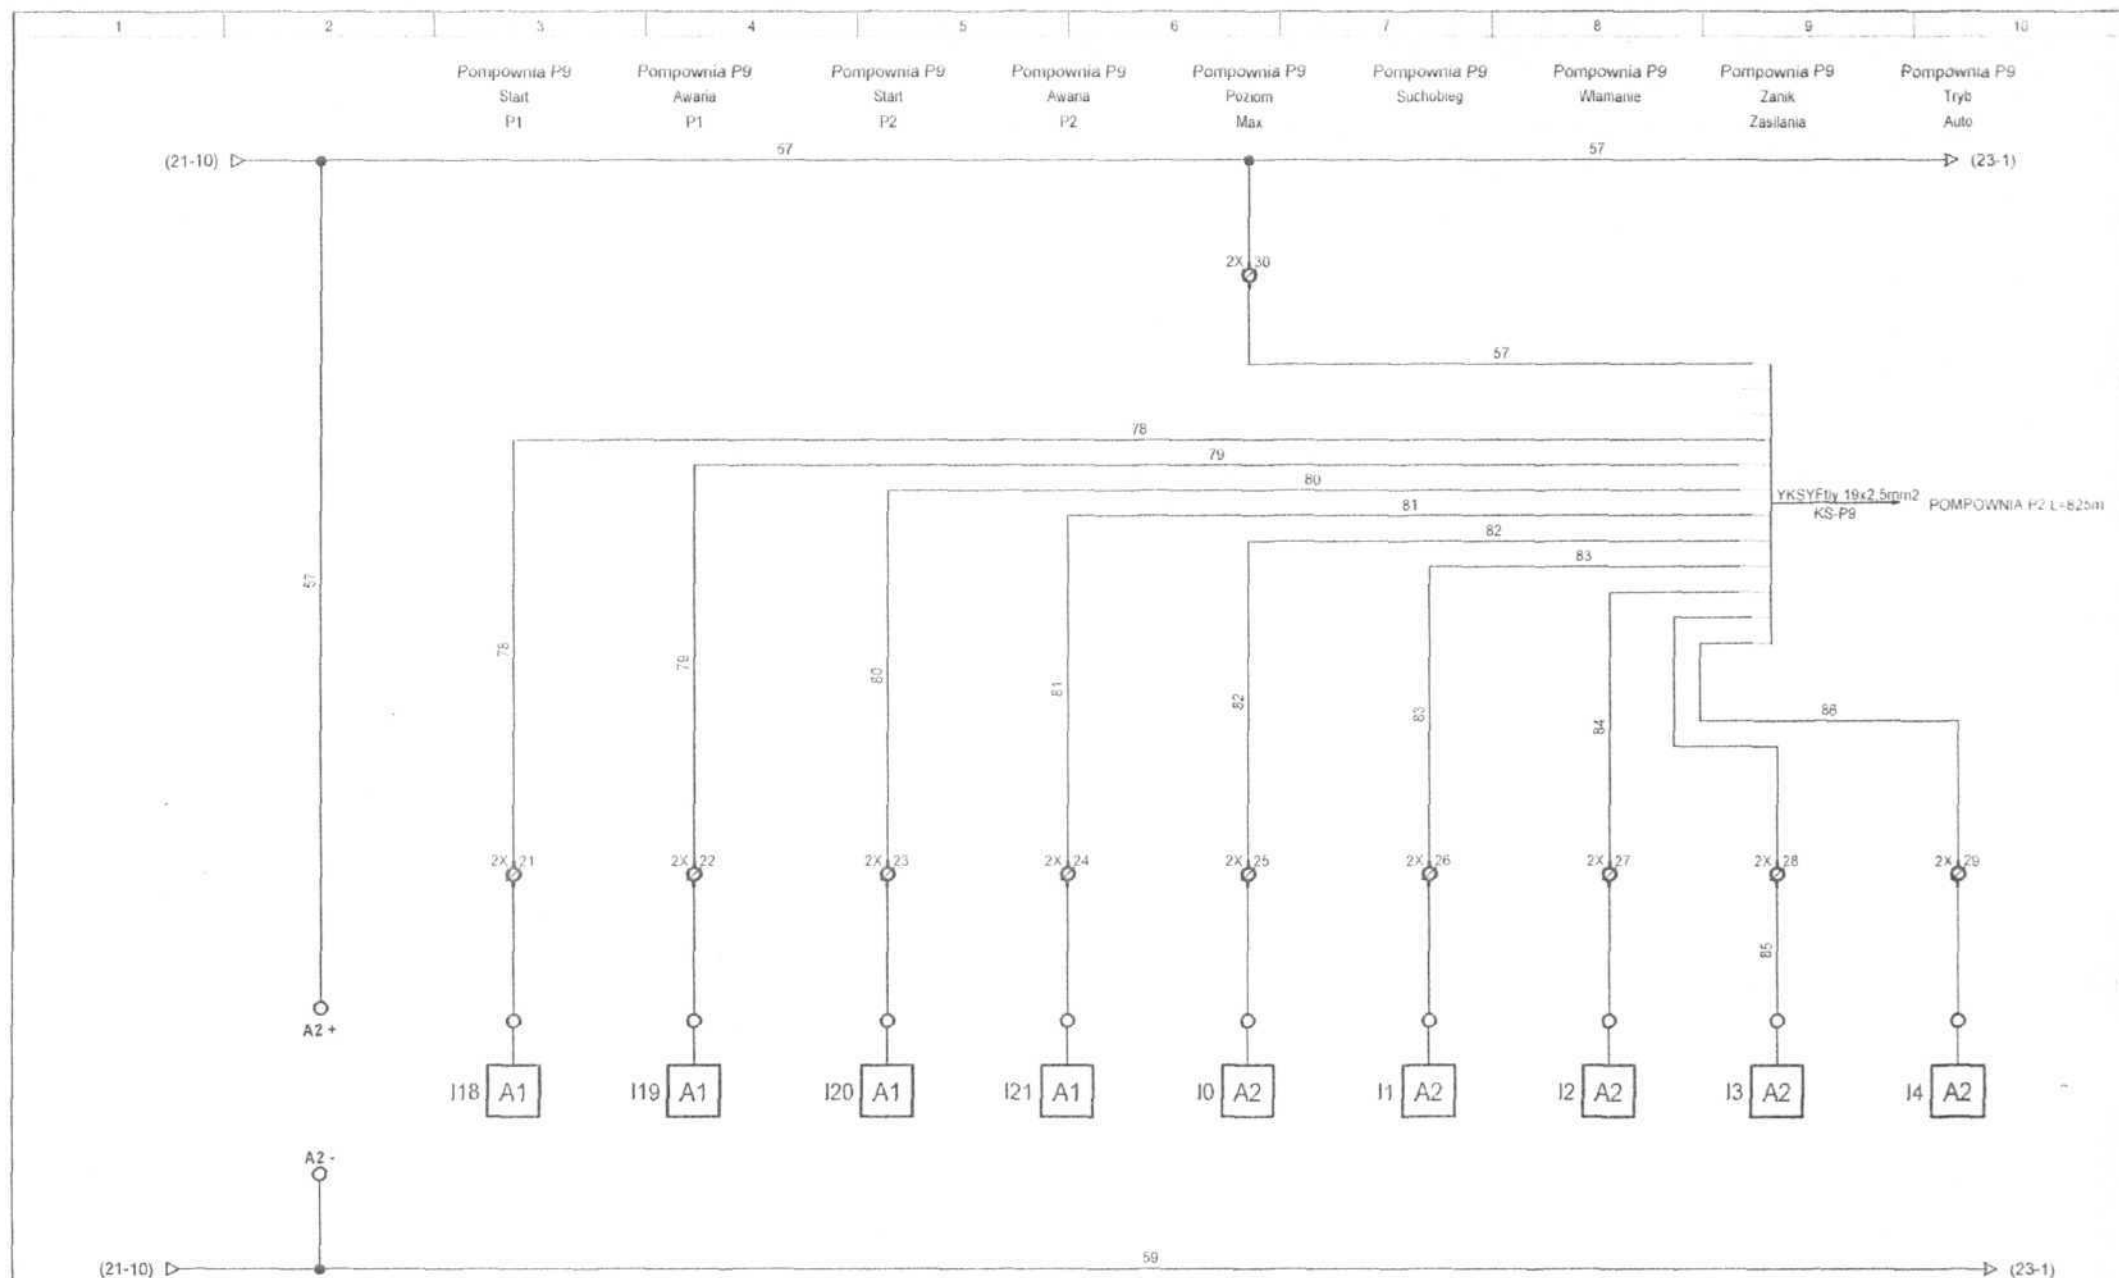 1 2 3 4 5 6 7 8 9 10
Pompownia P9 Pompownia P9 Pompownia P9 Pompownia P9 Pompownia P9 Pompownia P9 Pompownia P9 Pompownia P9 Pompownia P9
Start Awaria Start Awaria Poziom Suchobieg Włamanie Zanik Tryb
P1 P1 P2 P2 Max Zasilania Auto
(21-10) 57 57 (23-1)
2X 30
57
78
79
80
YKSYFtly 19x2,5mm2
81
KS-P9
POMPOWNIA P2 L=825m
82
83
57
78 79 80 81 82 83 84
86
2X 21 2X 22 2X 23 2X 24 2X 25 2X 26 2X 27 2X 28 2X 29
85
A2 +
I18 A1 I19 A1 I20 A1 I21 A1 I0 A2 I1 A2 I2 A2 I3 A2 I4 A2
A2 -
(21-10) 59 (23-1)